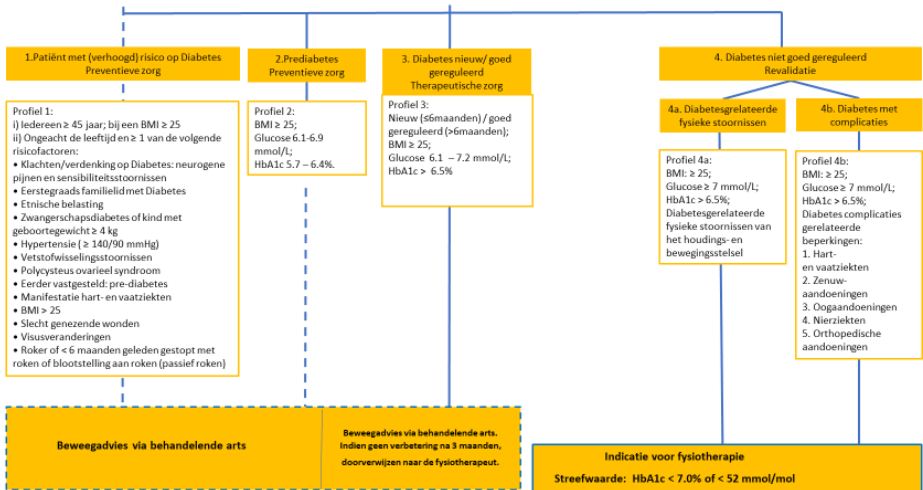 1.Patiënt met (verhoogd) risico op Diabetes
Preventieve zorg
Profiel 1:
i) Iedereen ≥ 45 jaar; bij een BMI ≥ 25
ii) Ongeacht de leeftijd en ≥ 1 van de volgende
risicofactoren:
• Klachten/verdenking op Diabetes: neurogene
pijnen en sensibiliteitsstoornissen
• Eerstegraads familielid met Diabetes
• Etnische belasting
• Zwangerschapsdiabetes of kind met
geboortegewicht ≥ 4 kg
• Hypertensie ( ≥ 140/90 mmHg)
• Vetstofwisselingsstoornissen
• Polycysteus ovarieel syndroom
• Eerder vastgesteld: pre-diabetes
• Manifestatie hart- en vaatziekten
• BMI > 25
• Slecht genezende wonden
• Visusveranderingen
• Roker of < 6 maanden geleden gestopt met
roken of blootstelling aan roken (passief roken)
2.Prediabetes
Preventieve zorg
Profiel 2:
BMI ≥ 25;
Glucose 6.1-6.9
mmol/L;
HbA1c 5.7 – 6.4%.
3. Diabetes nieuw/ goed
gereguleerd
Therapeutische zorg
Profiel 3:
Nieuw (≤6maanden) / goed
gereguleerd (>6maanden);
BMI ≥ 25;
Glucose 6.1 – 7.2 mmol/L;
HbA1c > 6.5%
4. Diabetes niet goed gereguleerd
Revalidatie
4a. Diabetesgrelateerde
fysieke stoornissen
Profiel 4a:
BMI: ≥ 25;
Glucose ≥ 7 mmol/L;
HbA1c > 6.5%;
Diabetesgerelateerde
fysieke stoornissen van
het houdings- en
bewegingsstelsel
4b. Diabetes met
complicaties
Profiel 4b:
BMI: ≥ 25;
Glucose ≥ 7 mmol/L;
HbA1c > 6.5%;
Diabetes complicaties
gerelateerde
beperkingen:
1. Hart-
en vaatziekten
2. Zenuw-
aandoeningen
3. Oogaandoeningen
4. Nierziekten
5. Orthopedische
aandoeningen
Beweegadvies via behandelende arts
Beweegadvies via behandelende arts.
Indien geen verbetering na 3 maanden,
doorverwijzen naar de fysiotherapeut.
Indicatie voor fysiotherapie
Streefwaarde: HbA1c < 7.0% of < 52 mmol/mol